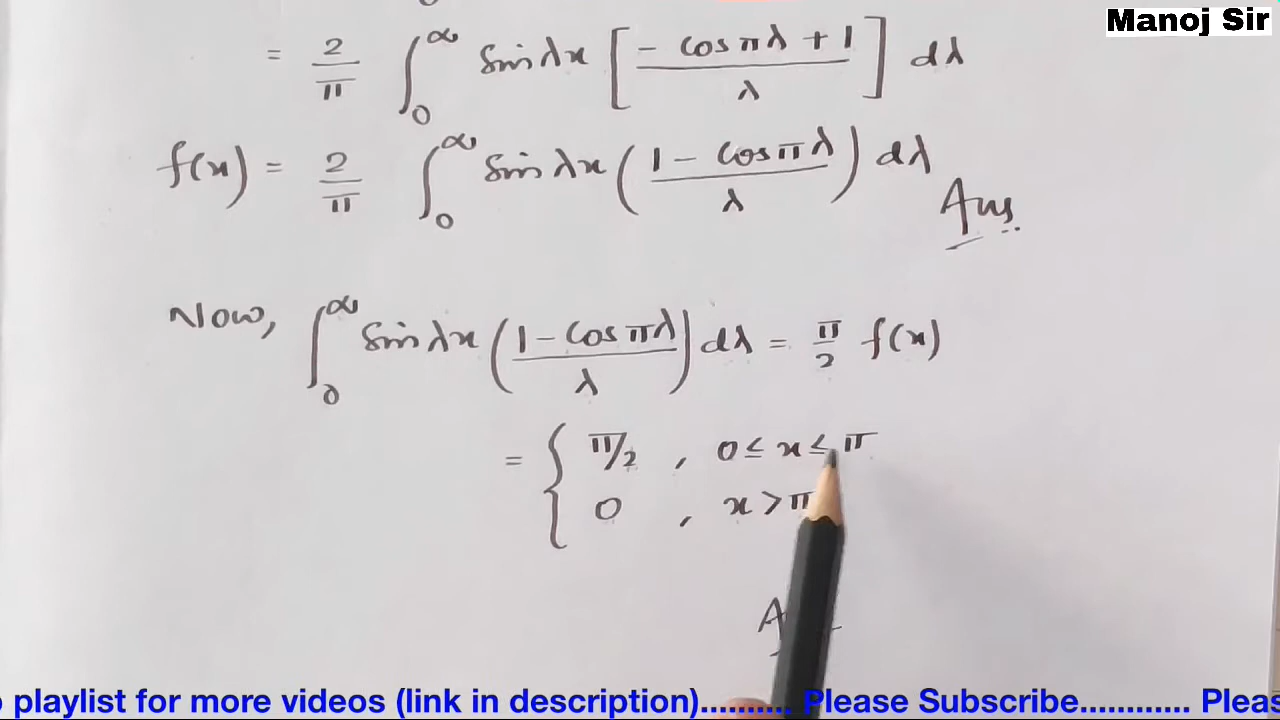 Manoj Sir
= 2/π ∫₀^∞ Sin λx [ (- Cos πλ + 1)/λ ] dλ
f(x) = 2/π ∫₀^∞ Sin λx ( (1 - Cos πλ)/λ ) dλ
Ans
Now, ∫₀^∞ Sin λx ( (1 - Cos πλ)/λ ) dλ = π/2 f(x)
= { π/2 , 0 ≤ x ≤ π
0 , x > π
playlist for more videos (link in description).......... Please Subscribe............ Pleas